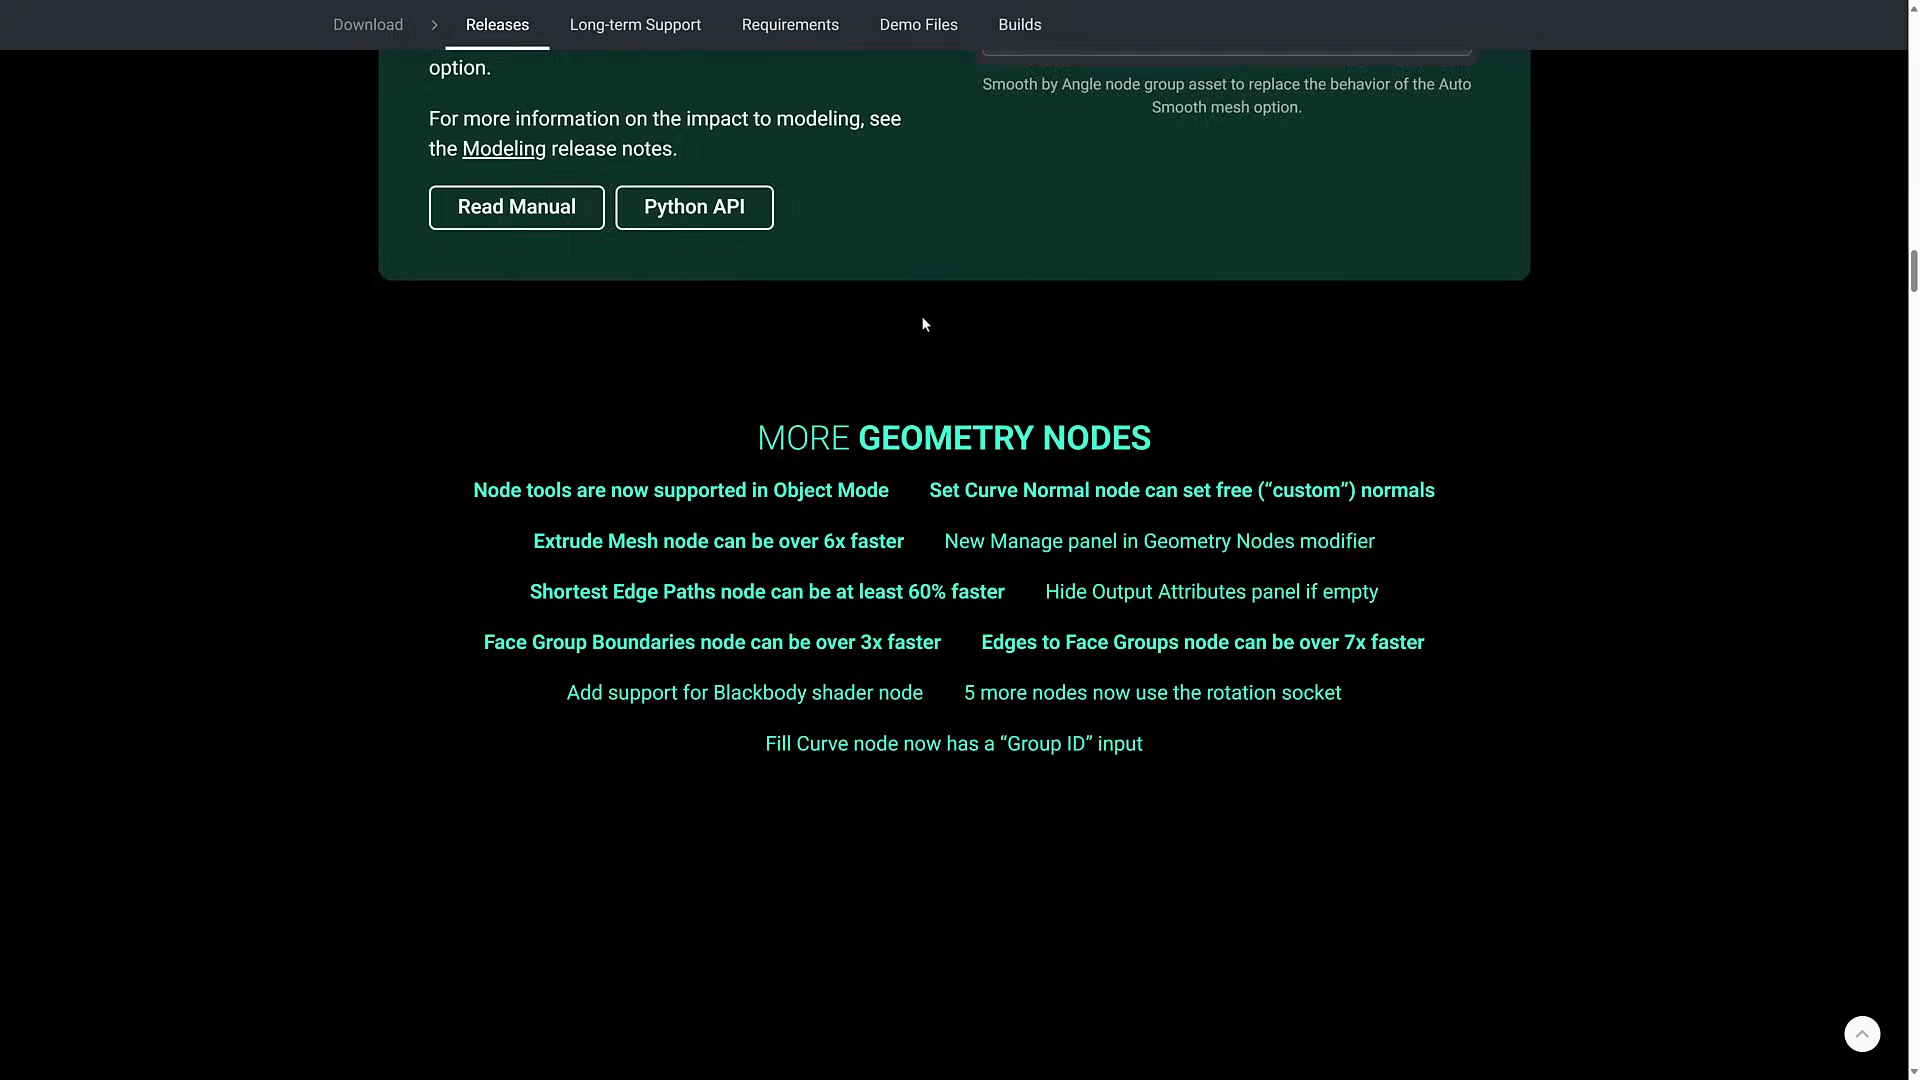 Download > Releases Long-term Support Requirements Demo Files Builds
option.
For more information on the impact to modeling, see
the Modeling release notes.
Read Manual Python API
Smooth by Angle node group asset to replace the behavior of the Auto
Smooth mesh option.
MORE GEOMETRY NODES
Node tools are now supported in Object Mode Set Curve Normal node can set free (“custom”) normals
Extrude Mesh node can be over 6x faster New Manage panel in Geometry Nodes modifier
Shortest Edge Paths node can be at least 60% faster Hide Output Attributes panel if empty
Face Group Boundaries node can be over 3x faster Edges to Face Groups node can be over 7x faster
Add support for Blackbody shader node 5 more nodes now use the rotation socket
Fill Curve node now has a “Group ID” input